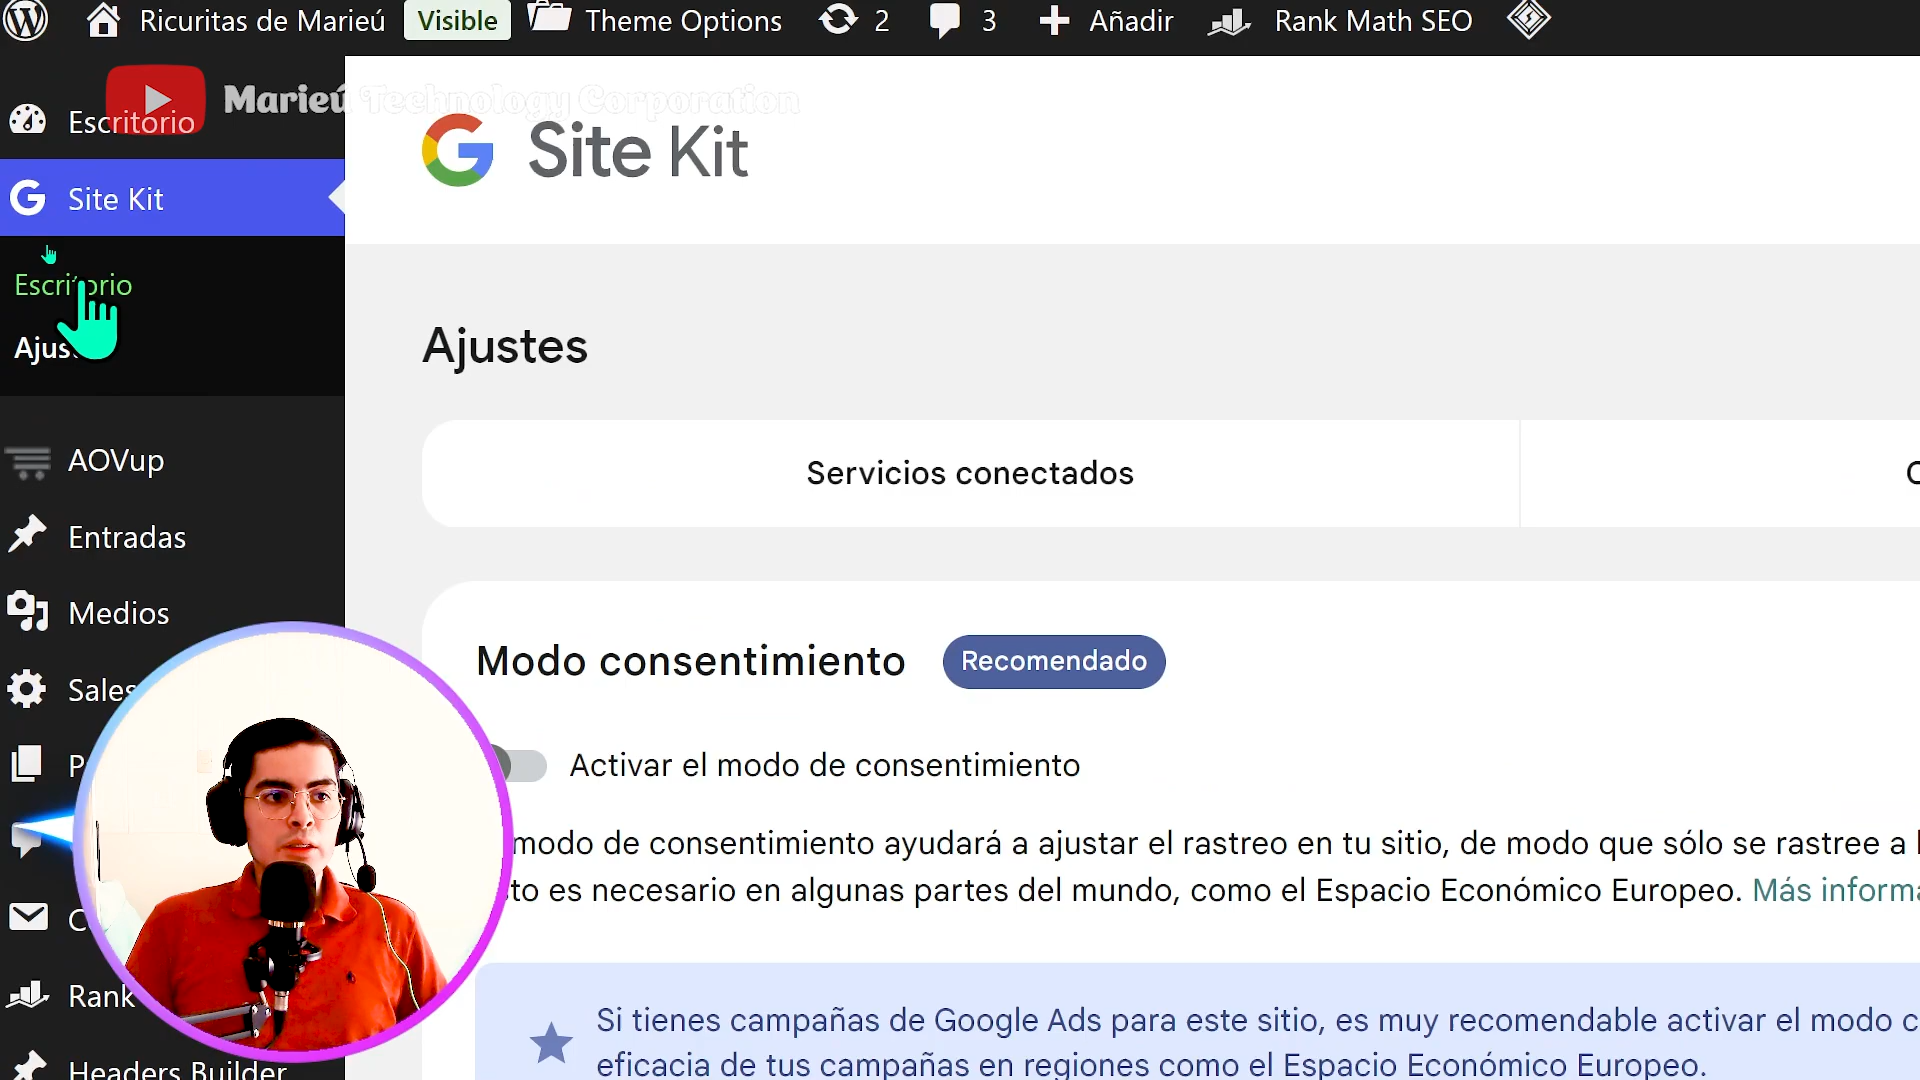 Ricuritas de Marieú Visible Theme Options 2 3 Añadir Rank Math SEO
Marieú Technology Corporation
Escritorio
Site Kit
Site Kit
Escritorio
Ajustes
Servicios conectados
AOVup
Entradas
Medios
Modo consentimiento Recomendado
Sales
Activar el modo de consentimiento
modo de consentimiento ayudará a ajustar el rastreo en tu sitio, de modo que sólo se rastree a
es necesario en algunas partes del mundo, como el Espacio Económico Europeo. Más informa
Rank
Si tienes campañas de Google Ads para este sitio, es muy recomendable activar el modo c
eficacia de tus campañas en regiones como el Espacio Económico Europeo.
Headers Builder